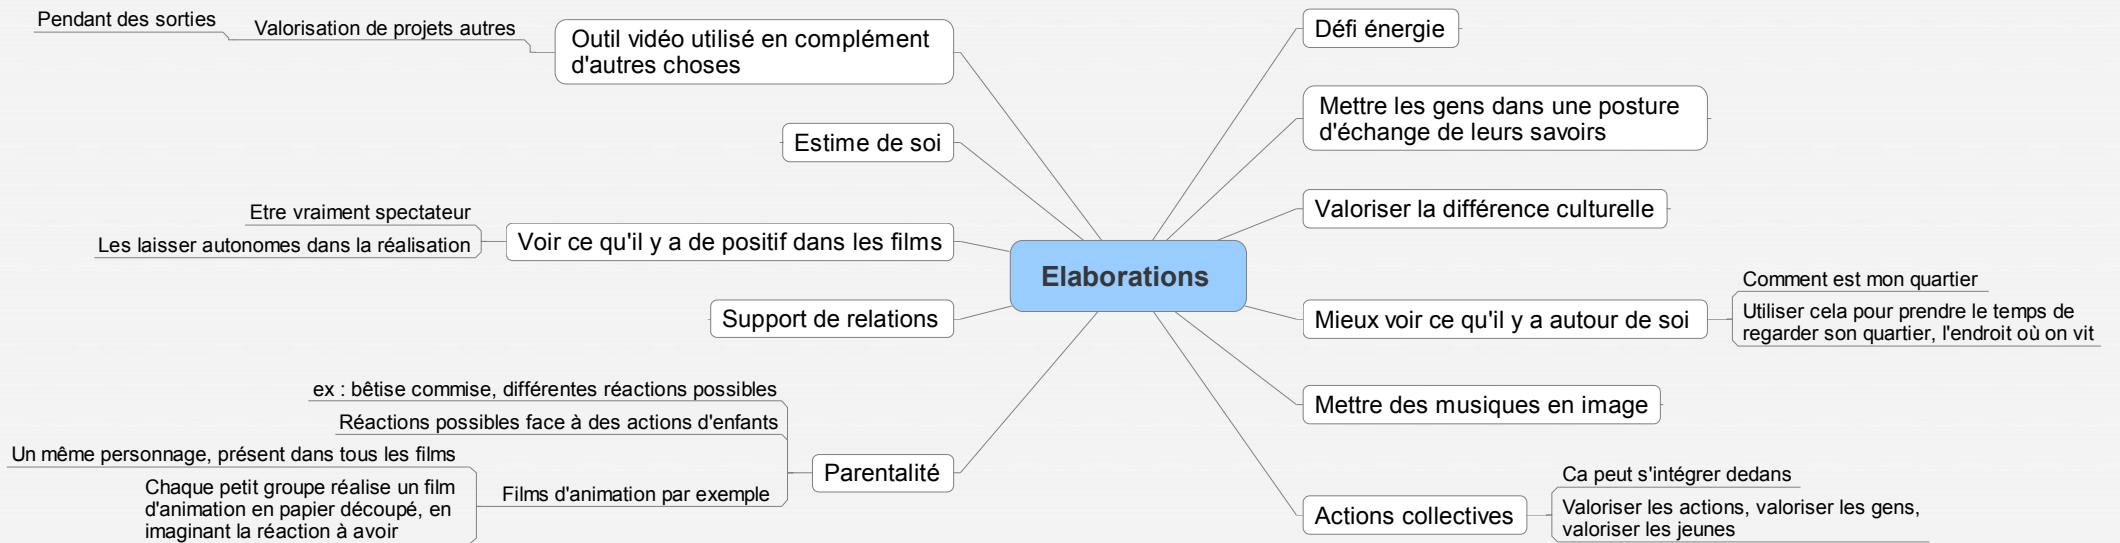 Pendant des sorties
Valorisation de projets autres
Outil vidéo utilisé en complément
d'autres choses
Estime de soi
Etre vraiment spectateur
Les laisser autonomes dans la réalisation
Voir ce qu'il y a de positif dans les films
Support de relations
ex : bêtise commise, différentes réactions possibles
Réactions possibles face à des actions d'enfants
Un même personnage, présent dans tous les films
Chaque petit groupe réalise un film
d'animation en papier découpé, en
imaginant la réaction à avoir
Films d'animation par exemple
Parentalité
Elaborations
Défi énergie
Mettre les gens dans une posture
d'échange de leurs savoirs
Valoriser la différence culturelle
Mieux voir ce qu'il y a autour de soi
Comment est mon quartier
Utiliser cela pour prendre le temps de
regarder son quartier, l'endroit où on vit
Mettre des musiques en image
Actions collectives
Ca peut s'intégrer dedans
Valoriser les actions, valoriser les gens,
valoriser les jeunes